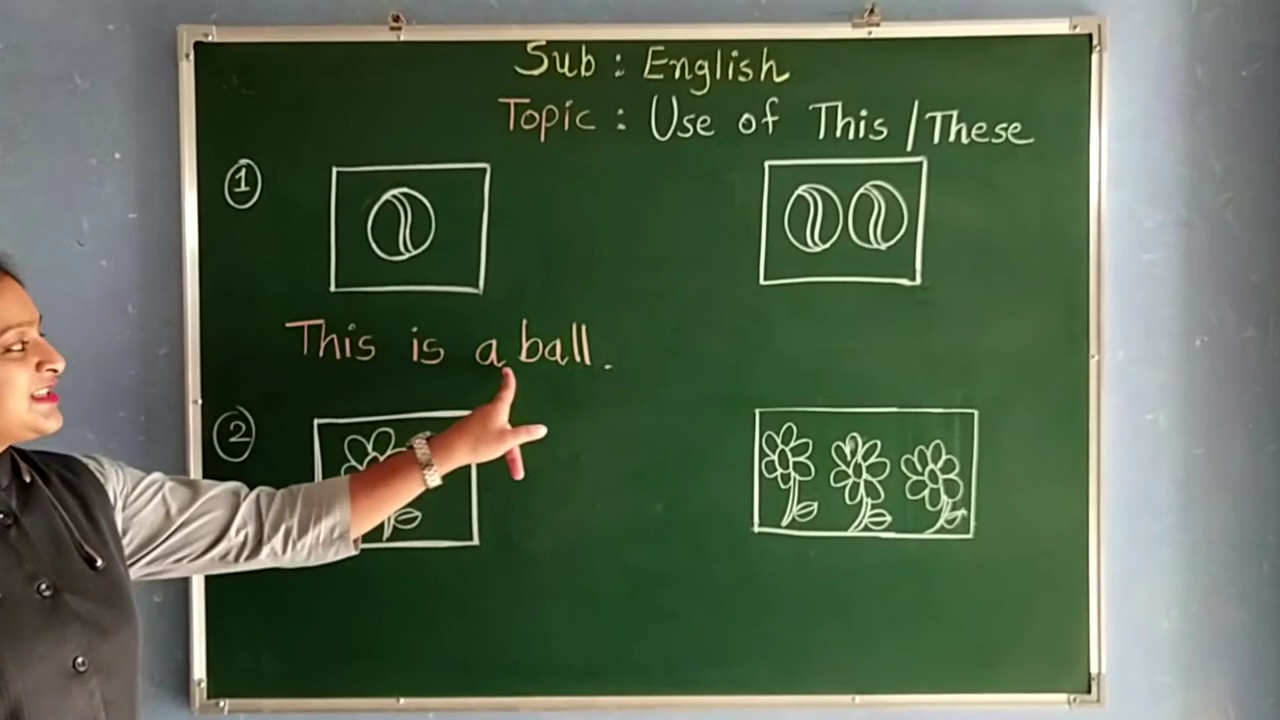 Sub : English
Topic : Use of This / These
1
This is a ball.
2